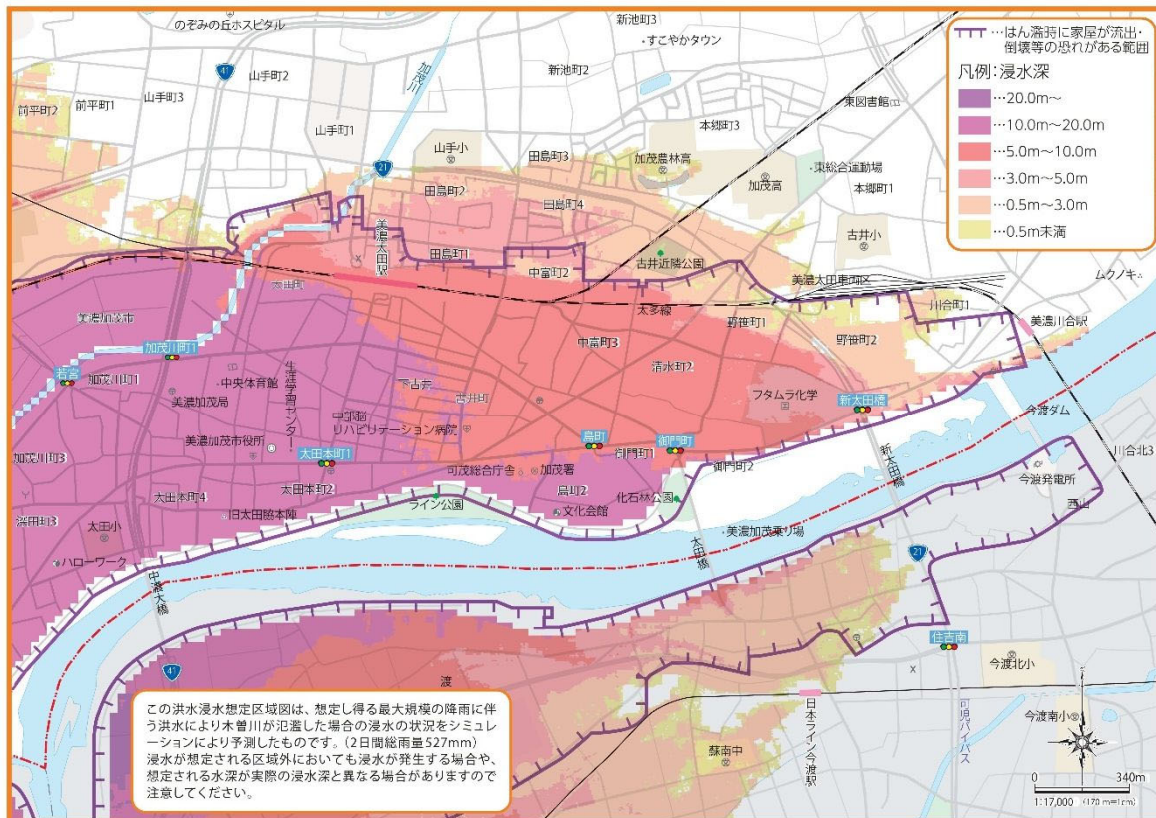 のぞみの丘ホスピタル
新池町3
すこやかタウン
41
加茂川
新池町2
山手町2
前平町2
前平町1
山手町3
山手町1
東図書館
本郷町3
山手小
田島町3
加茂農林高
加茂高
東総合運動場
本郷町1
21
田島町2
田島町4
美濃太田駅
田島町1
中富町2
古井近隣公園
古井小
美濃太田車両区
ムクノキ
太田町
太多線
野笹町1
川合町1
美濃川合駅
美濃加茂市
中富町3
野笹町2
加茂川町1
若宮
加茂川町1
中央体育館
生涯学習センター
下古井
古井町
清水町2
フタムラ化学
新太田橋
今渡ダム
美濃加茂局
中部脳
リハビリテーション病院
美濃加茂市役所
太田本町1
島町
御門町
加茂川町3
御門町1
御門町2
新太田橋
川合北3
可茂総合庁舎
加茂署
太田本町2
太田本町4
島町2
今渡発電所
西山
深田町3
旧太田脇本陣
ライン公園
文化会館
化石林公園
太田小
美濃加茂乗り場
ハローワーク
太田橋
21
中濃大橋
住吉南
41
渡
今渡北小
可児バイパス
日本ライン今渡駅
今渡南小
蘇南中
…はん濫時に家屋が流出・
倒壊等の恐れがある範囲
凡例:浸水深
…20.0m～
…10.0m～20.0m
…5.0m～10.0m
…3.0m～5.0m
…0.5m～3.0m
…0.5m未満
この洪水浸水想定区域図は、想定し得る最大規模の降雨に伴
う洪水により木曽川が氾濫した場合の浸水の状況をシミュレ
ーションにより予測したものです。（2日間総雨量527mm）
浸水が想定される区域外においても浸水が発生する場合や、
想定される水深が実際の浸水深と異なる場合がありますので
注意してください。
0 340m
1:17,000 (170 m=1cm)